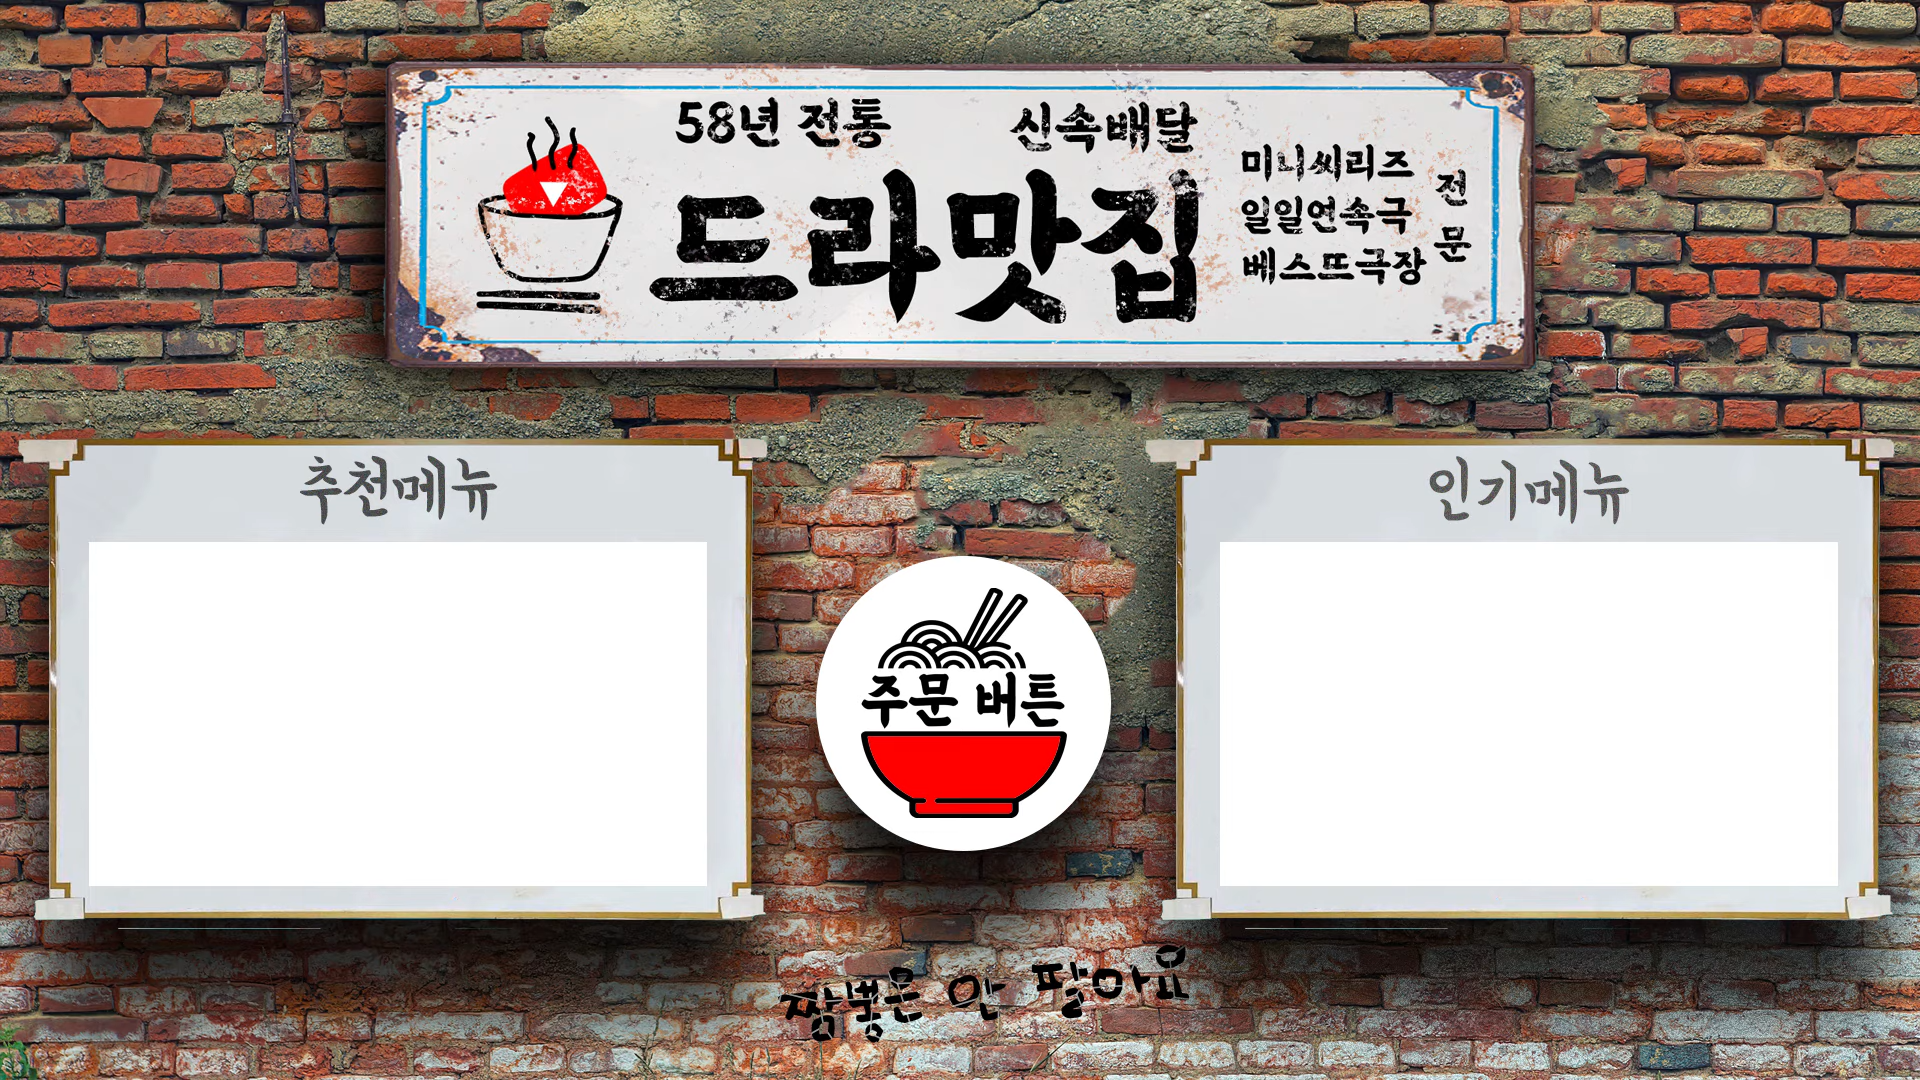 58년 전통 신속배달
드라맛집
미니씨리즈
일일연속극
베스뜨극장
전문
추천메뉴
인기메뉴
주문 버튼
짬뽕은 안 팔아요